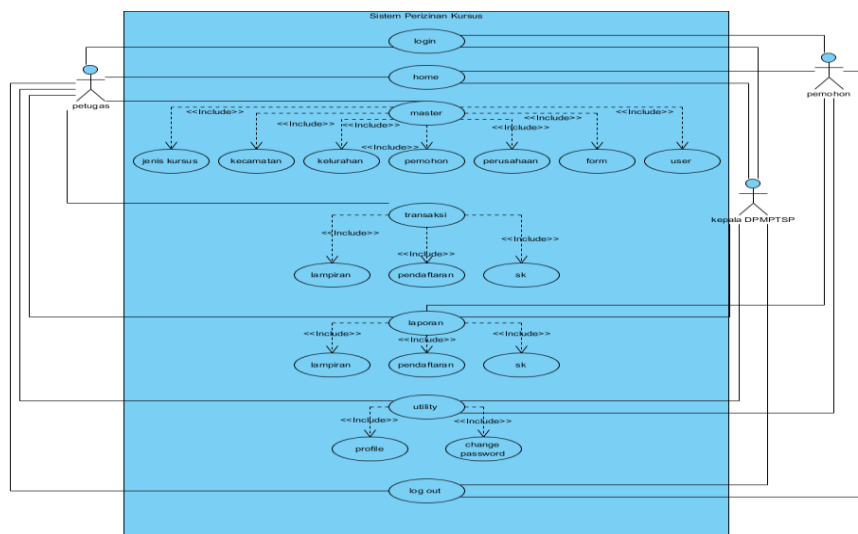 Sistem Perizinan Kursus
login
home
petugas
pemohon
master
<<Include>>
<<Include>>
<<Include>>
<<Include>>
<<Include>>
<<Include>>
<<Include>>
jenis kursus
kecamatan
kelurahan
pemohon
perusahaan
form
user
transaksi
kepala DPMPTSP
<<Include>>
<<Include>>
<<Include>>
lampiran
pendaftaran
sk
laporan
<<Include>>
<<Include>>
<<Include>>
lampiran
pendaftaran
sk
utility
<<Include>>
<<Include>>
profile
change
password
log out